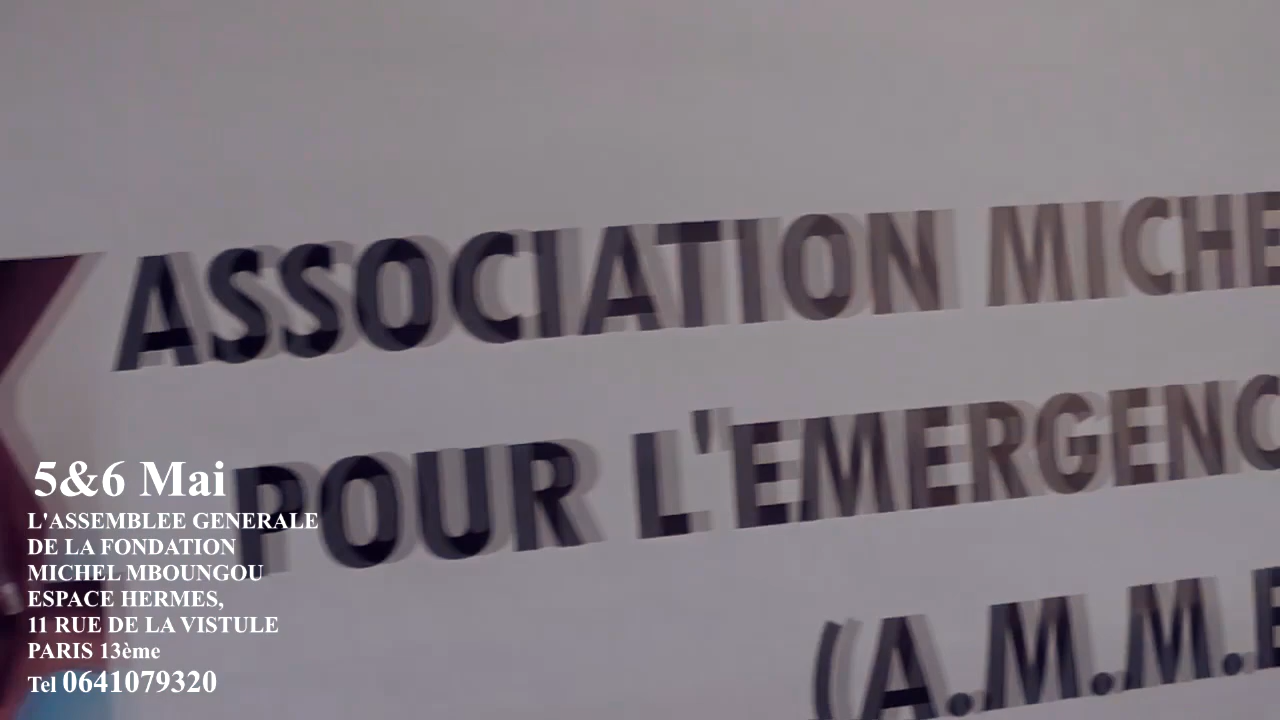 ASSOCIATION MICHE
POUR L'EMERGENC
(A.M.M.E
5&6 Mai
L'ASSEMBLEE GENERALE
DE LA FONDATION
MICHEL MBOUNGOU
ESPACE HERMES,
11 RUE DE LA VISTULE
PARIS 13ème
Tel 0641079320